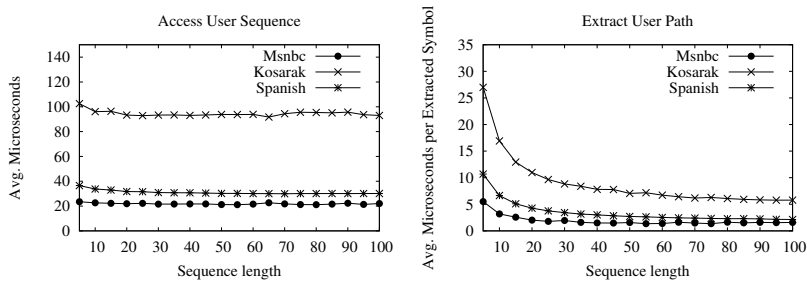 Access User Sequence
Avg. Microseconds
140
120
100
80
60
40
20
0
Msnbc
Kosarak
Spanish
10 20 30 40 50 60 70 80 90 100
Sequence length
Extract User Path
Avg. Microseconds per Extracted Symbol
35
30
25
20
15
10
5
0
Msnbc
Kosarak
Spanish
10 20 30 40 50 60 70 80 90 100
Sequence length